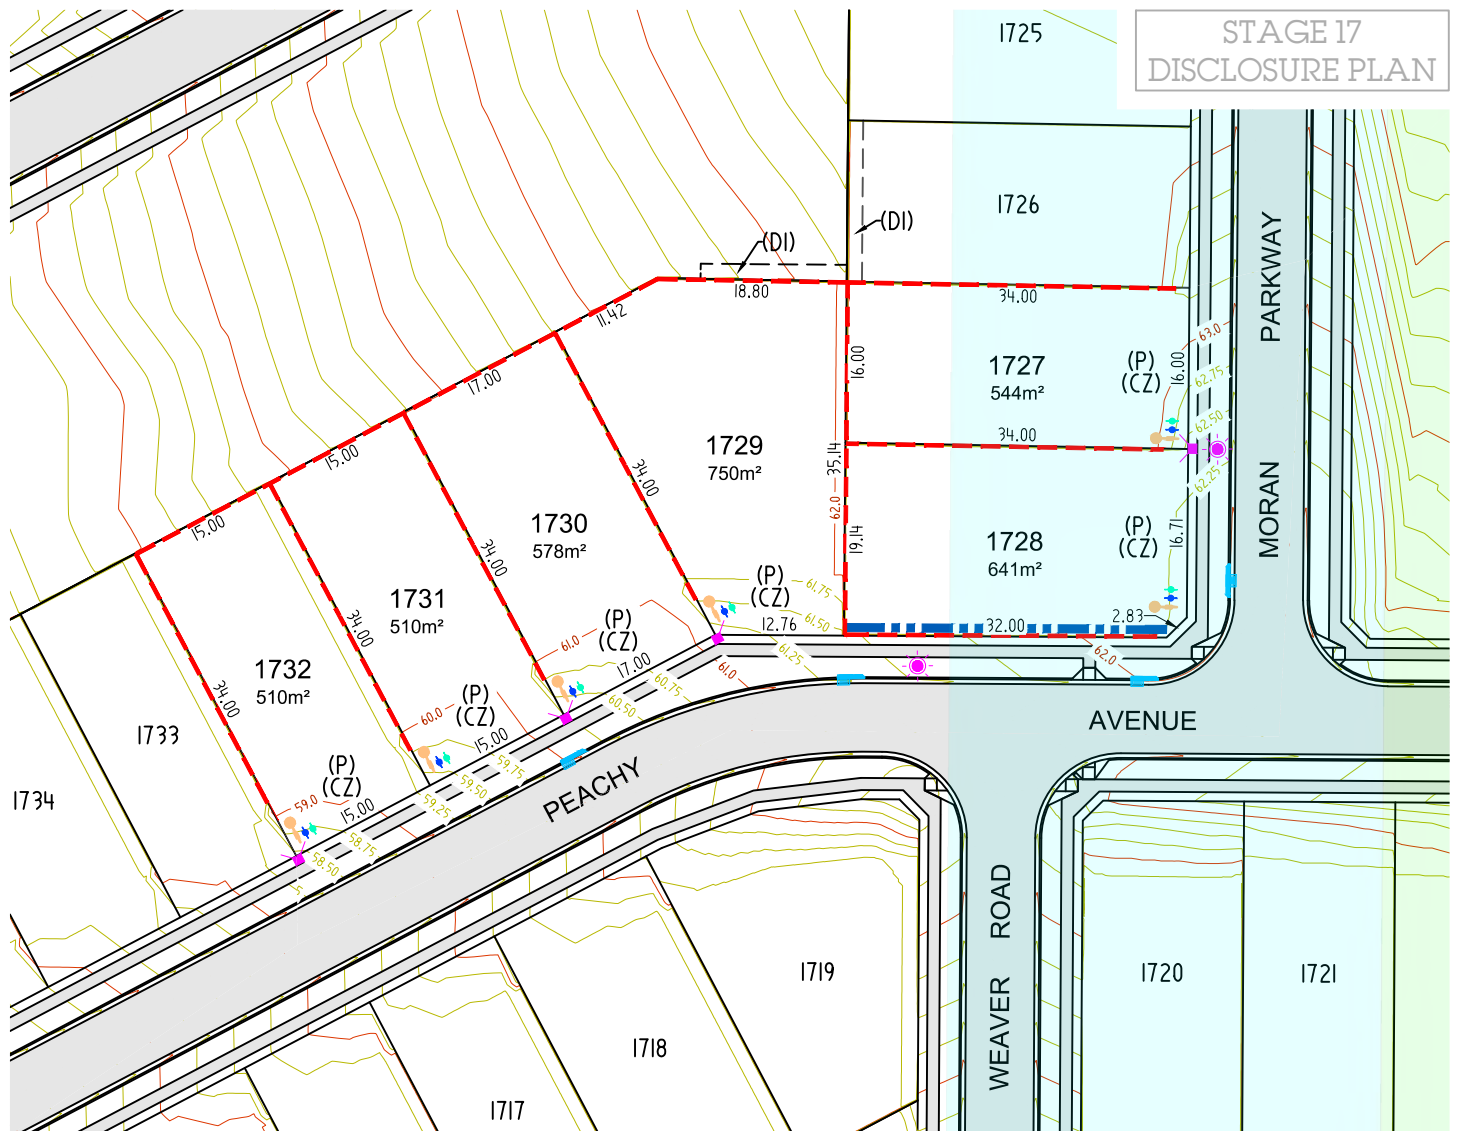 STAGE 17
DISCLOSURE PLAN
1725
1726
(D1)
(D1)
18.80
34.00
11.42
16.00
1727
544m²
(P)
(CZ)
16.00
63.0
62.75
62.50
62.25
17.00
15.00
15.00
34.00
1729
750m²
35.14
62.0
19.14
34.00
1728
641m²
(P)
(CZ)
16.71
2.83
32.00
62.0
PARKWAY
MORAN
34.00
1730
578m²
34.00
1731
510m²
34.00
1732
510m²
34.00
1733
1734
(P)
(CZ)
61.75
61.50
12.76
61.25
61.0
(P)
(CZ)
61.0
17.00
60.75
60.50
(P)
(CZ)
60.0
15.00
59.75
59.50
59.25
(P)
(CZ)
59.0
15.00
58.75
58.50
PEACHY
AVENUE
WEAVER ROAD
1717
1718
1719
1720
1721